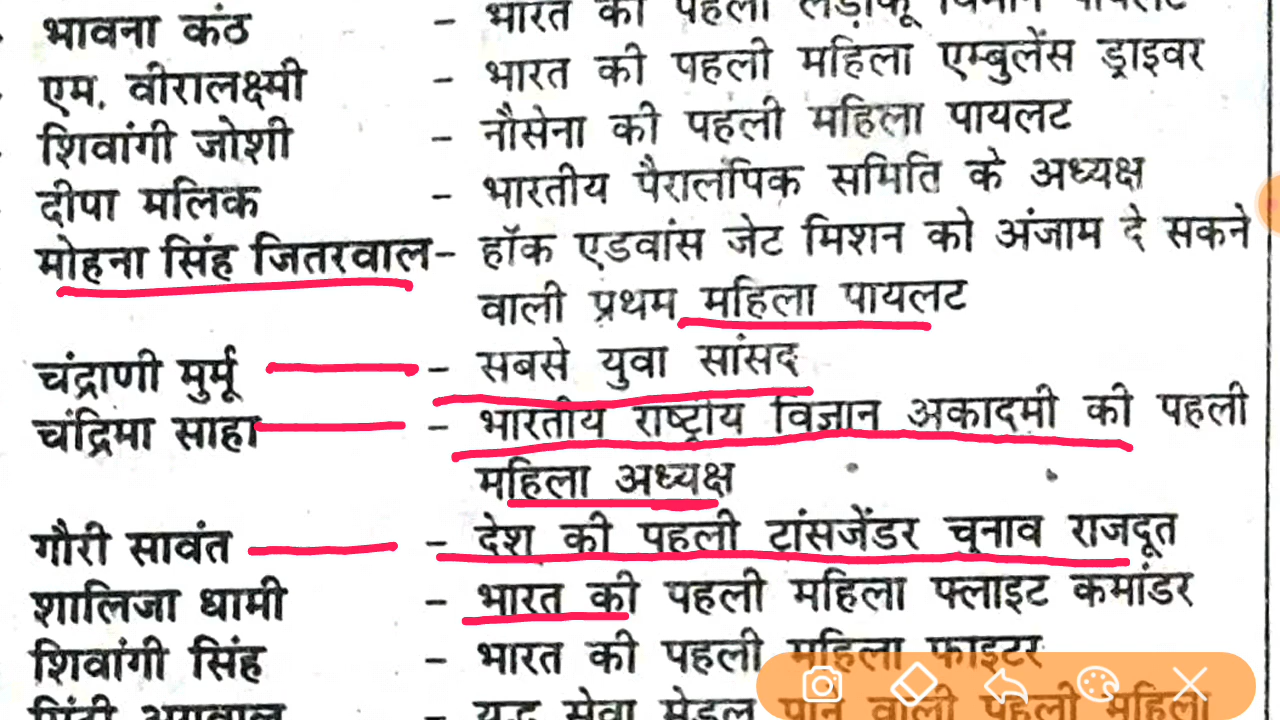 भावना कंठ - भारत की पहली लड़ाकू विमान पायलट
एम. वीरालक्ष्मी - भारत की पहली महिला एम्बुलेंस ड्राइवर
शिवांगी जोशी - नौसेना की पहली महिला पायलट
दीपा मलिक - भारतीय पैरालंपिक समिति के अध्यक्ष
मोहना सिंह जितरवाल - हॉक एडवांस जेट मिशन को अंजाम दे सकने
वाली प्रथम महिला पायलट
चंद्राणी मुर्मू - सबसे युवा सांसद
चंद्रिमा साहा - भारतीय राष्ट्रीय विज्ञान अकादमी की पहली
महिला अध्यक्ष
गौरी सावंत - देश की पहली टांसजेंडर चुनाव राजदूत
शालिजा धामी - भारत की पहली महिला फ्लाइट कमांडर
शिवांगी सिंह - भारत की पहली महिला फाइटर
मिंटी अग्रवाल - युद्ध सेवा मेडल पाने वाली पहली महिला